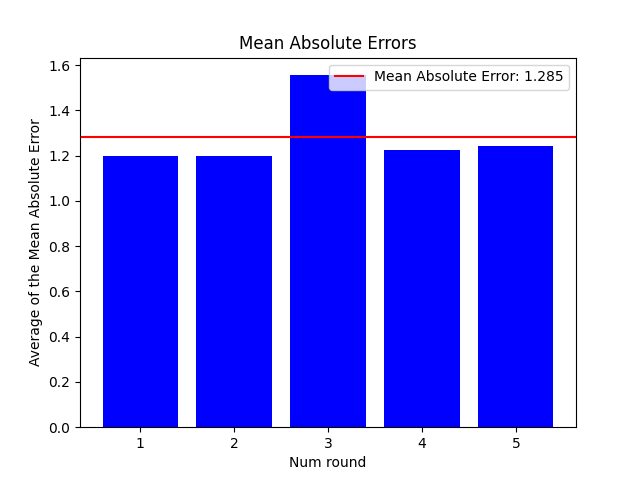 Mean Absolute Errors
Mean Absolute Error: 1.285
Average of the Mean Absolute Error
1.6
1.4
1.2
1.0
0.8
0.6
0.4
0.2
0.0
1 2 3 4 5
Num round